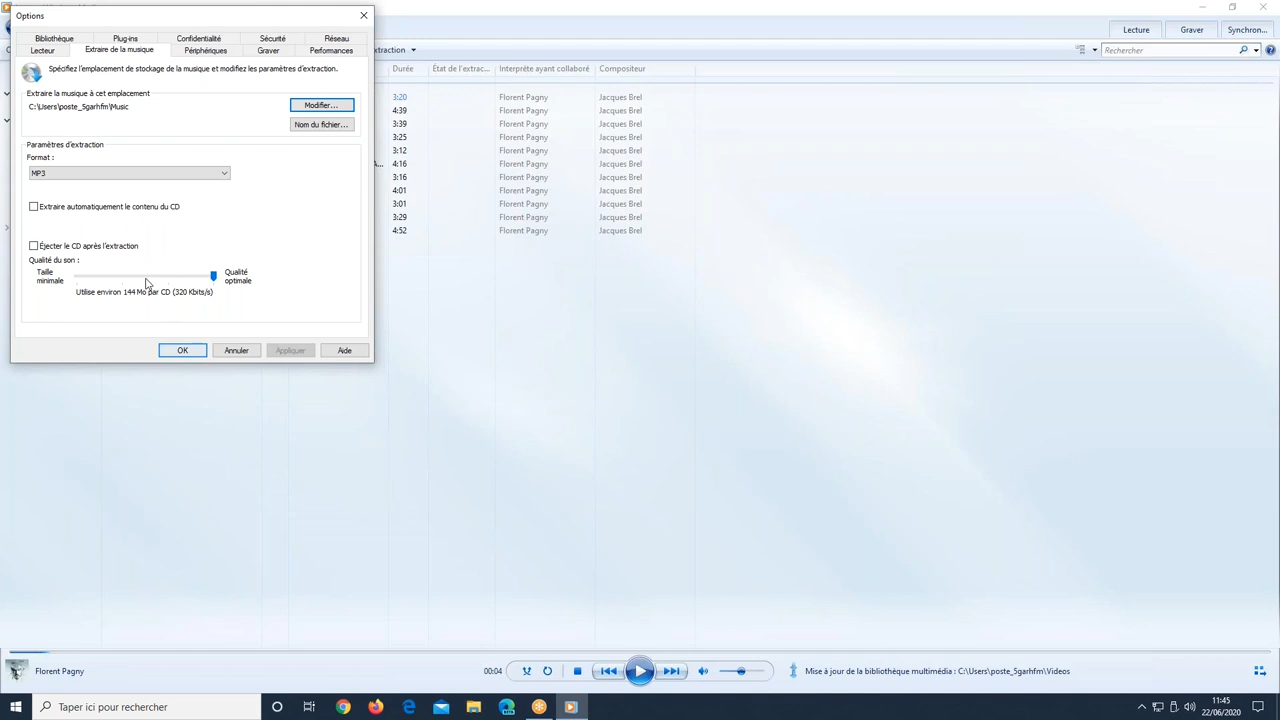 Options
Bibliothèque Plug-ins Confidentialité Sécurité Réseau
Lecteur Extraire de la musique Périphériques Graver Performances
Spécifiez l'emplacement de stockage de la musique et modifiez les paramètres d'extraction.
Extraire la musique à cet emplacement
C:\Users\poste_5garhfm\Music
Modifier...
Nom du fichier...
Paramètres d'extraction
Format :
MP3
Extraire automatiquement le contenu du CD
Éjecter le CD après l'extraction
Qualité du son :
Taille minimale
Qualité optimale
Utilise environ 144 Mo par CD (320 Kbits/s)
OK Annuler Appliquer Aide
Lecture Graver Synchron...
extraction
Rechercher
Durée État de l'extrac... Interprète ayant collaboré Compositeur
3:20 Florent Pagny Jacques Brel
4:39 Florent Pagny Jacques Brel
3:53 Florent Pagny Jacques Brel
3:25 Florent Pagny Jacques Brel
3:12 Florent Pagny Jacques Brel
A... 4:16 Florent Pagny Jacques Brel
3:16 Florent Pagny Jacques Brel
4:01 Florent Pagny Jacques Brel
3:01 Florent Pagny Jacques Brel
3:29 Florent Pagny Jacques Brel
4:52 Florent Pagny Jacques Brel
Florent Pagny
00:04
Mise à jour de la bibliothèque multimédia : C:\Users\poste_5garhfm\Videos
Taper ici pour rechercher
11:45
22/06/2020